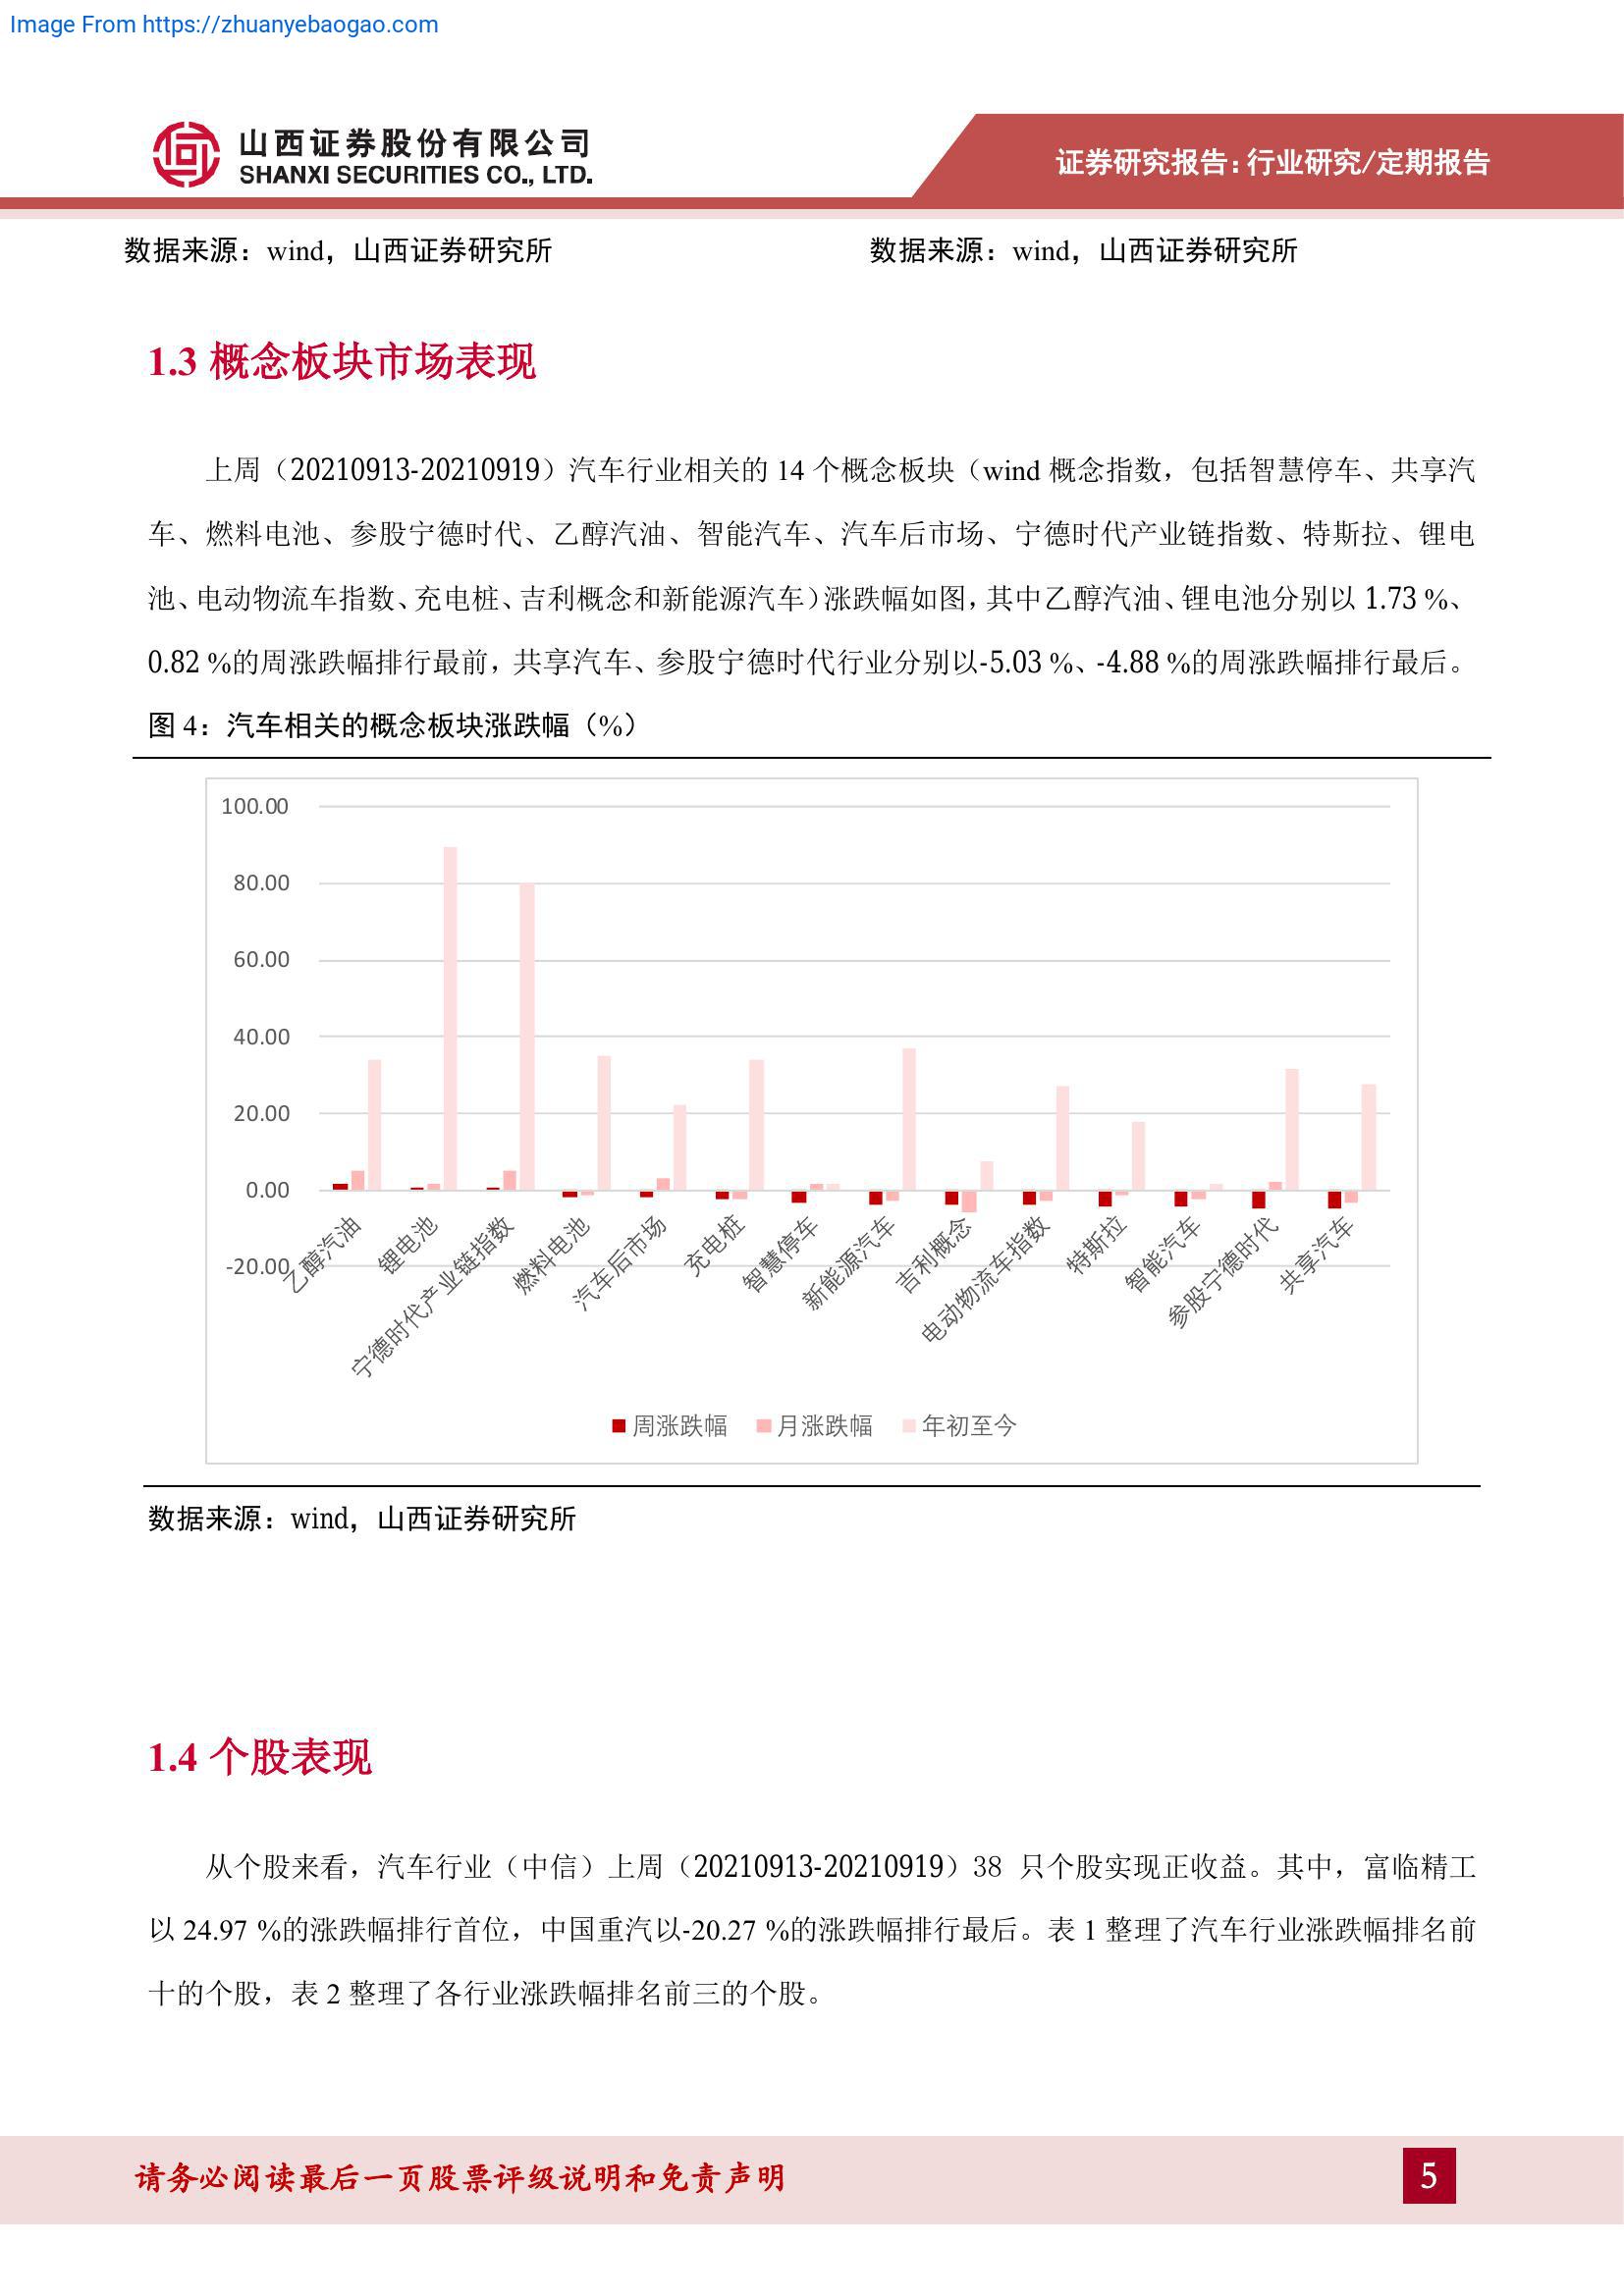 Image From https://zhuanyebaogao.com
山西证券股份有限公司
SHANXI SECURITIES CO., LTD.
证券研究报告:行业研究/定期报告
数据来源：wind，山西证券研究所
数据来源：wind，山西证券研究所
1.3 概念板块市场表现
上周（20210913-20210919）汽车行业相关的 14 个概念板块（wind 概念指数，包括智慧停车、共享汽
车、燃料电池、参股宁德时代、乙醇汽油、智能汽车、汽车后市场、宁德时代产业链指数、特斯拉、锂电
池、电动物流车指数、充电桩、吉利概念和新能源汽车）涨跌幅如图，其中乙醇汽油、锂电池分别以 1.73 %、
0.82 %的周涨跌幅排行最前，共享汽车、参股宁德时代行业分别以-5.03 %、-4.88 %的周涨跌幅排行最后。
图 4：汽车相关的概念板块涨跌幅（%）
100.00
80.00
60.00
40.00
20.00
0.00
-20.00
乙醇汽油
锂电池
宁德时代产业链指数
燃料电池
汽车后市场
充电桩
智慧停车
新能源汽车
吉利概念
电动物流车指数
特斯拉
智能汽车
参股宁德时代
共享汽车
周涨跌幅 月涨跌幅 年初至今
数据来源：wind，山西证券研究所
1.4 个股表现
从个股来看，汽车行业（中信）上周（20210913-20210919）38 只个股实现正收益。其中，富临精工
以 24.97 %的涨跌幅排行首位，中国重汽以-20.27 %的涨跌幅排行最后。表 1 整理了汽车行业涨跌幅排名前
十的个股，表 2 整理了各行业涨跌幅排名前三的个股。
请务必阅读最后一页股票评级说明和免责声明
5